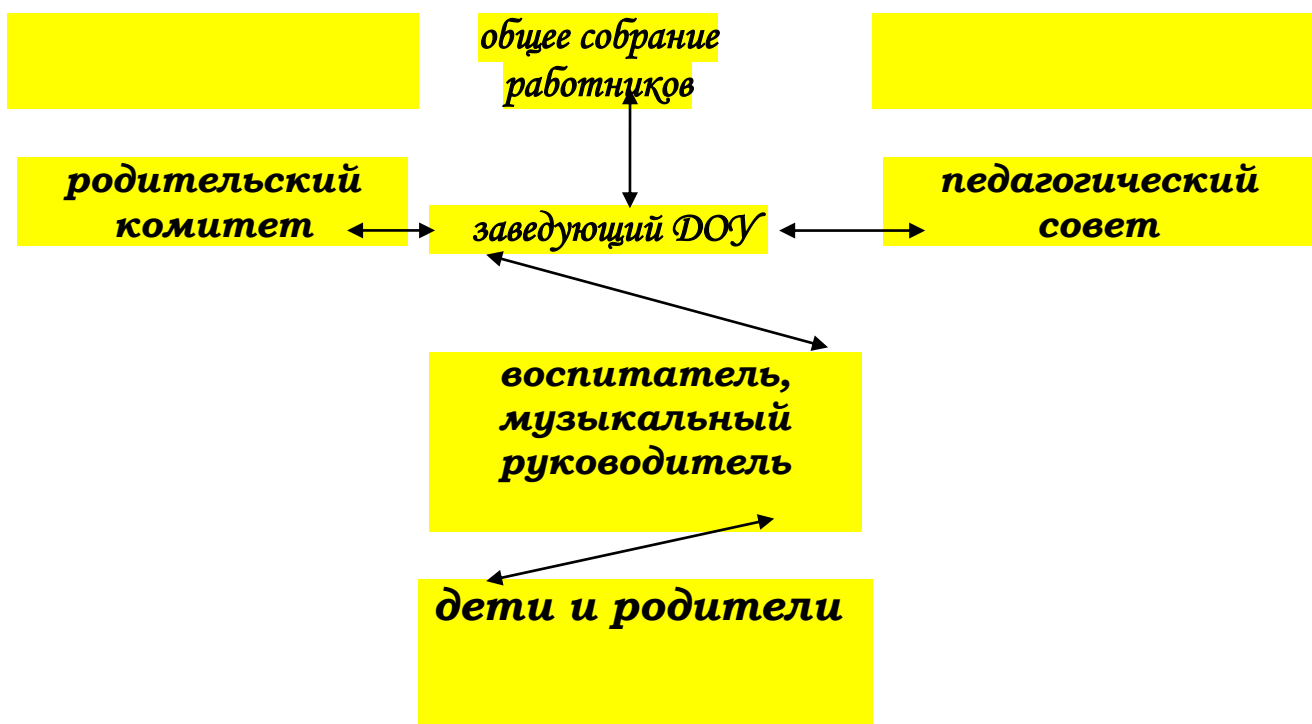 общее собрание
работников
родительский
комитет
заведующий ДОУ
педагогический
совет
воспитатель,
музыкальный
руководитель
дети и родители